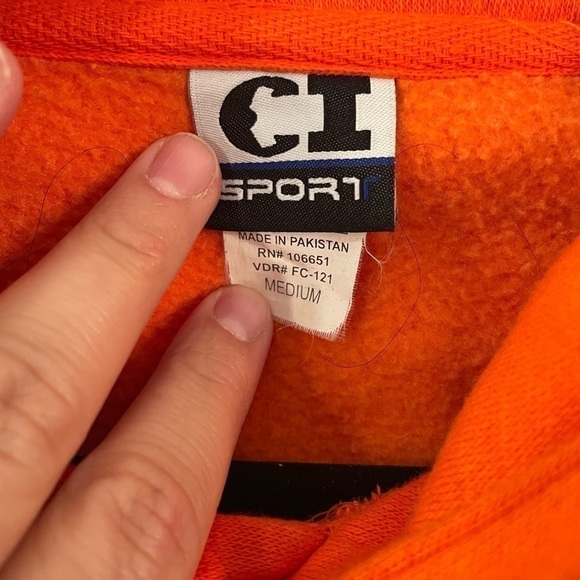 CI
SPORT
MADE IN PAKISTAN
RN# 106651
VDR# FC-121
MEDIUM